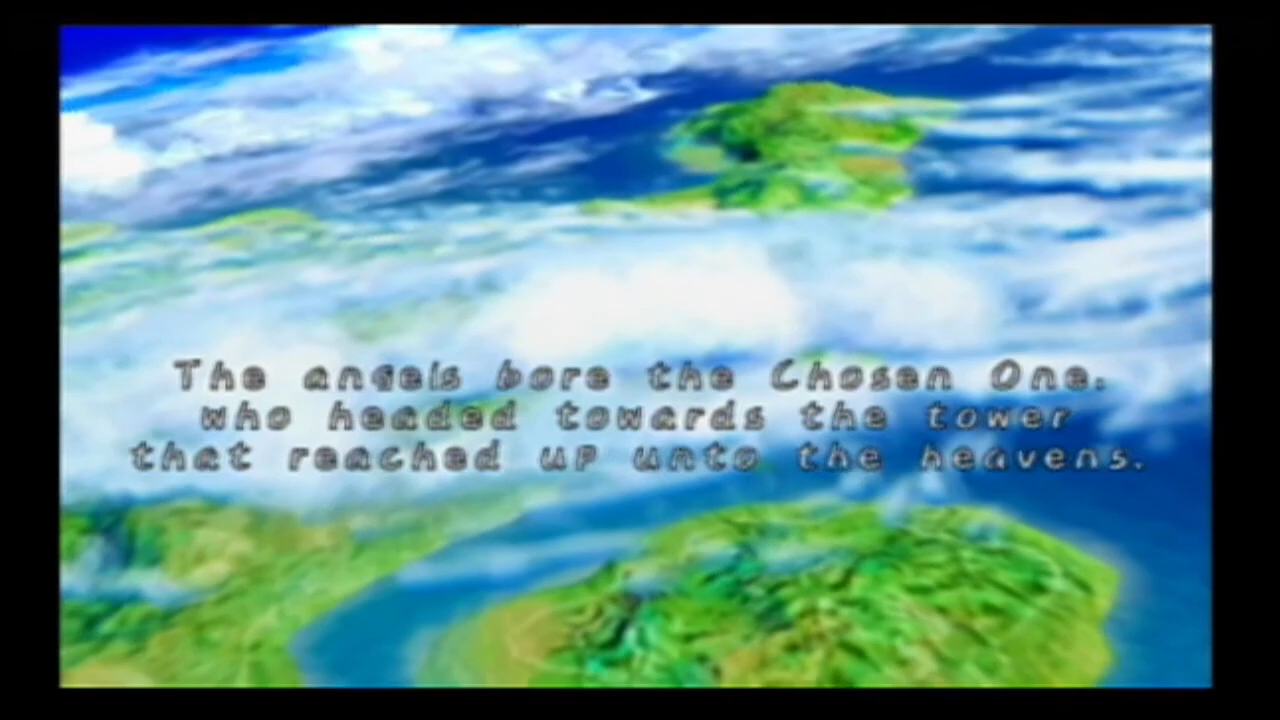 The angels bore the Chosen One,
who headed towards the tower
that reached up unto the heavens.